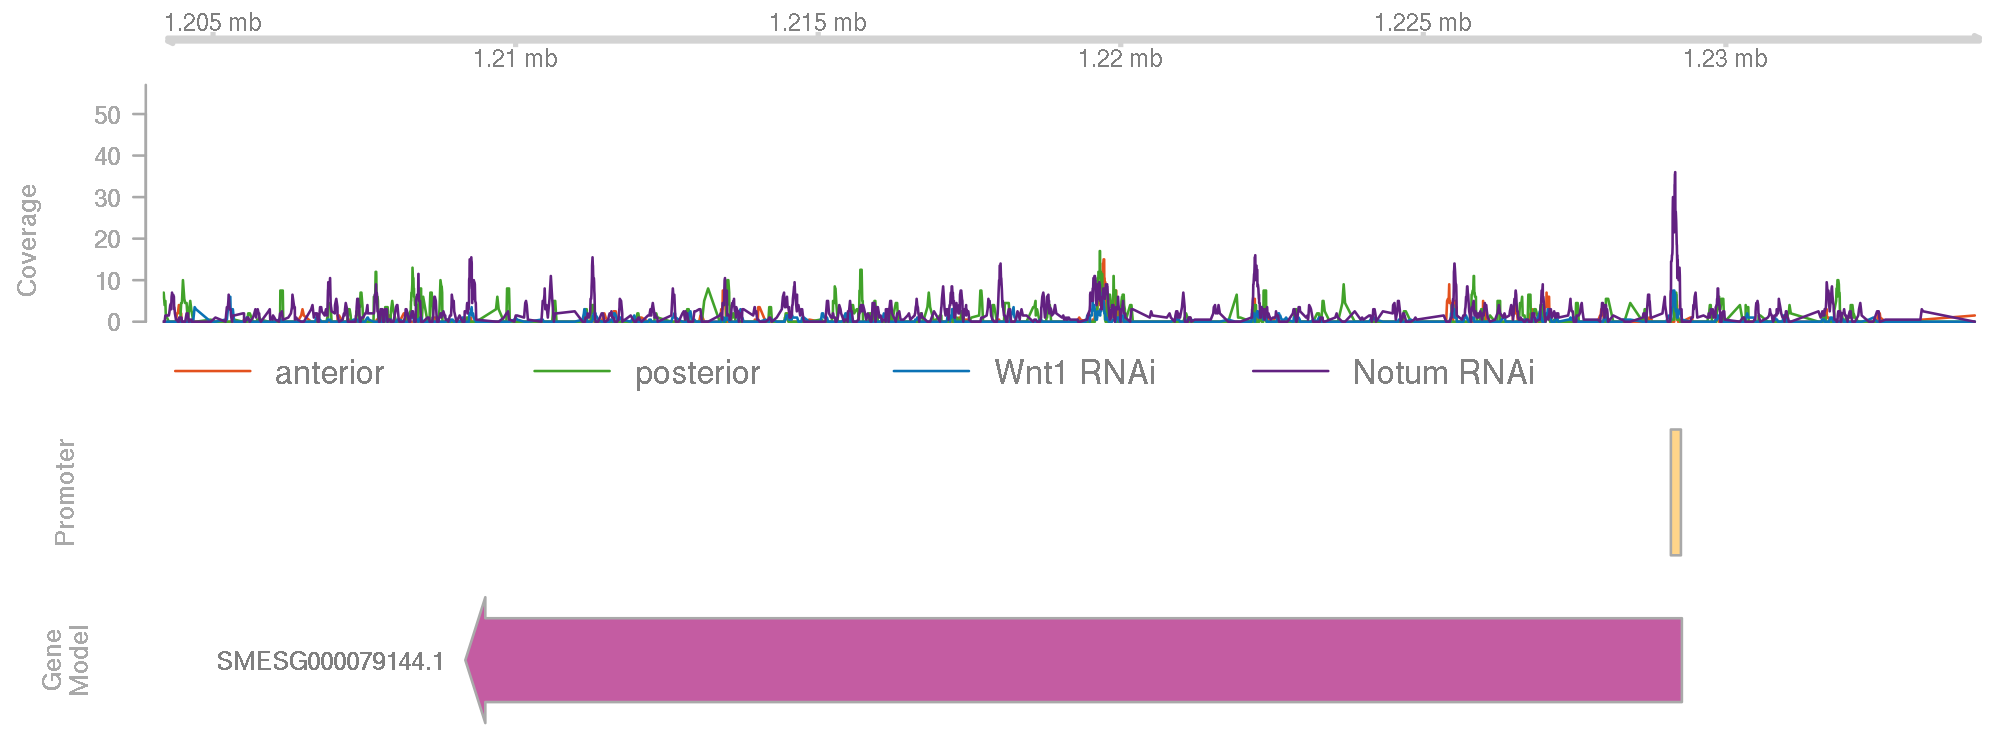 1.205 mb 1.215 mb 1.225 mb
1.21 mb 1.22 mb 1.23 mb
Coverage
50
40
30
20
10
0
anterior posterior Wnt1 RNAi Notum RNAi
Promoter
Gene
Model
SMESG000079144.1